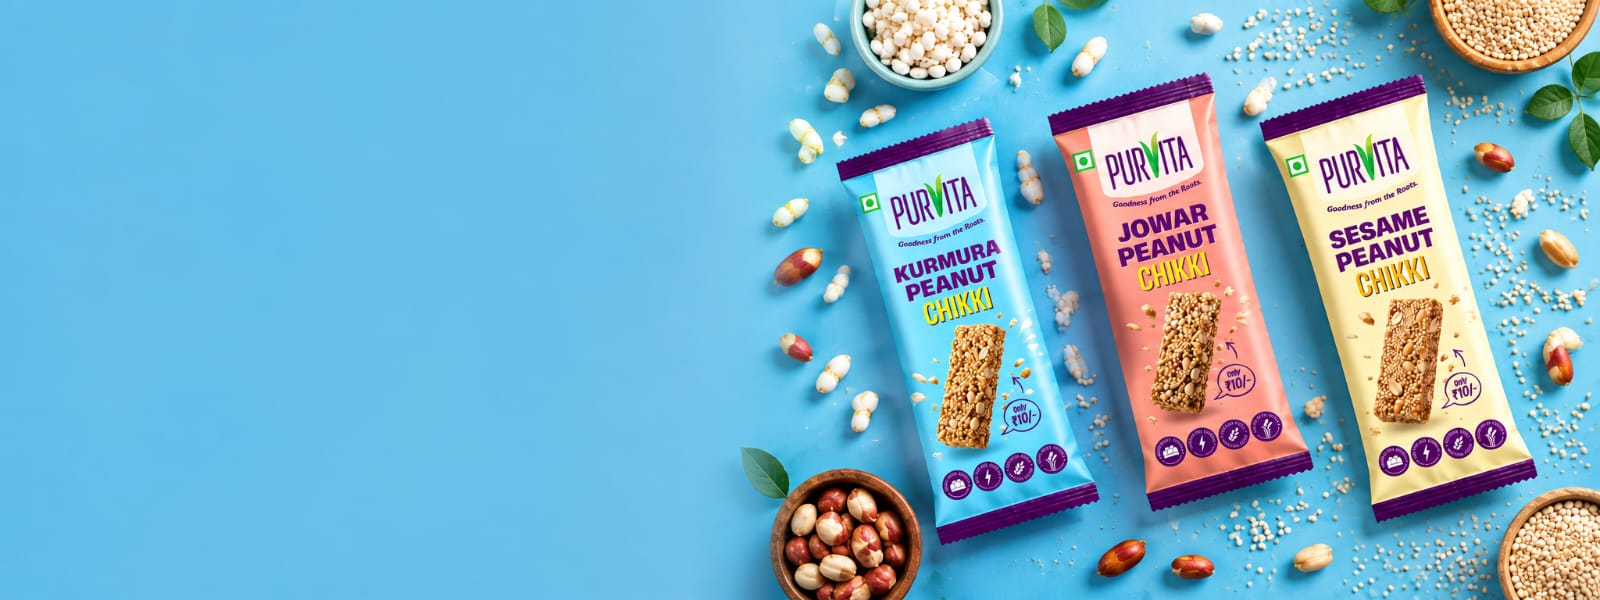 PURVITA
Goodness from the Roots.
KURMURA
PEANUT
CHIKKI
only
₹10/-
PURVITA
Goodness from the Roots.
JOWAR
PEANUT
CHIKKI
only
₹10/-
PURVITA
Goodness from the Roots.
SESAME
PEANUT
CHIKKI
only
₹10/-